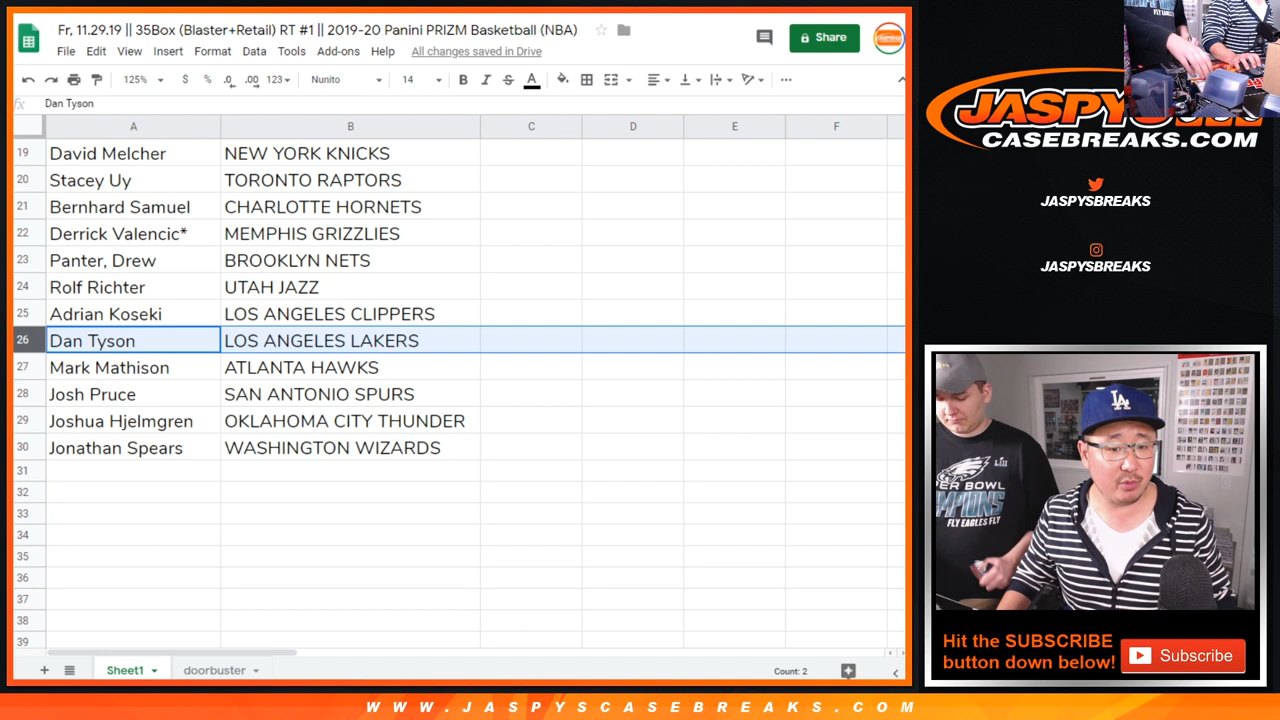 Fr, 11.29.19 || 35Box (Blaster+Retail) RT #1 || 2019-20 Panini PRIZM Basketball (NBA)
File Edit View Insert Format Data Tools Add-ons Help All changes saved in Drive
Share
125% $ % .0 .00 123 Nunito 14 B I S A
fx Dan Tyson
A B C D E F
19 David Melcher NEW YORK KNICKS
20 Stacey Uy TORONTO RAPTORS
21 Bernhard Samuel CHARLOTTE HORNETS
22 Derrick Valencic* MEMPHIS GRIZZLIES
23 Panter, Drew BROOKLYN NETS
24 Rolf Richter UTAH JAZZ
25 Adrian Koseki LOS ANGELES CLIPPERS
26 Dan Tyson LOS ANGELES LAKERS
27 Mark Mathison ATLANTA HAWKS
28 Josh Pruce SAN ANTONIO SPURS
29 Joshua Hjelmgren OKLAHOMA CITY THUNDER
30 Jonathan Spears WASHINGTON WIZARDS
31
32
33
34
35
36
37
38
39
Sheet1 doorbuster Count: 2
CASEBREAKS.COM
JASPYSBREAKS
JASPYSBREAKS
LA
LII
CHAMPIONS
FLY EAGLES FLY
Hit the SUBSCRIBE
button down below!
Subscribe
WWW.JASPYSCASEBREAKS.COM